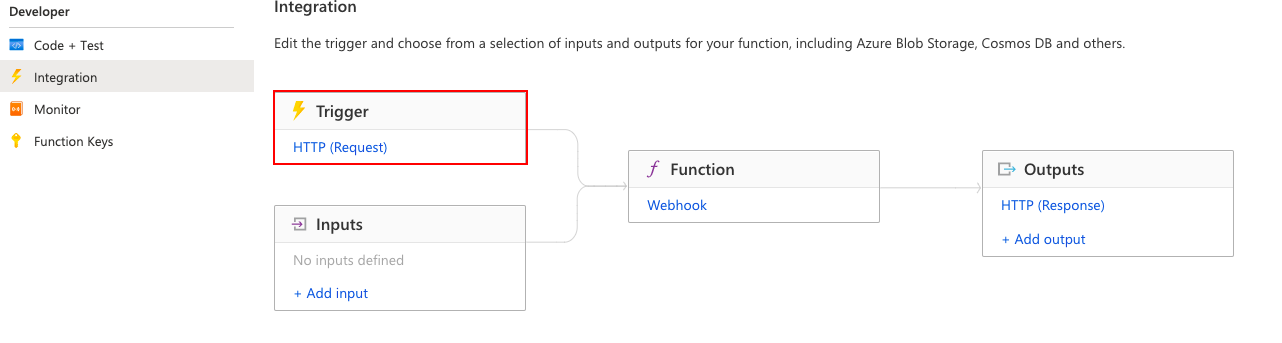 Developer
Code + Test
Integration
Monitor
Function Keys
Integration
Edit the trigger and choose from a selection of inputs and outputs for your function, including Azure Blob Storage, Cosmos DB and others.
Trigger
HTTP (Request)
Inputs
No inputs defined
+ Add input
Function
Webhook
Outputs
HTTP (Response)
+ Add output